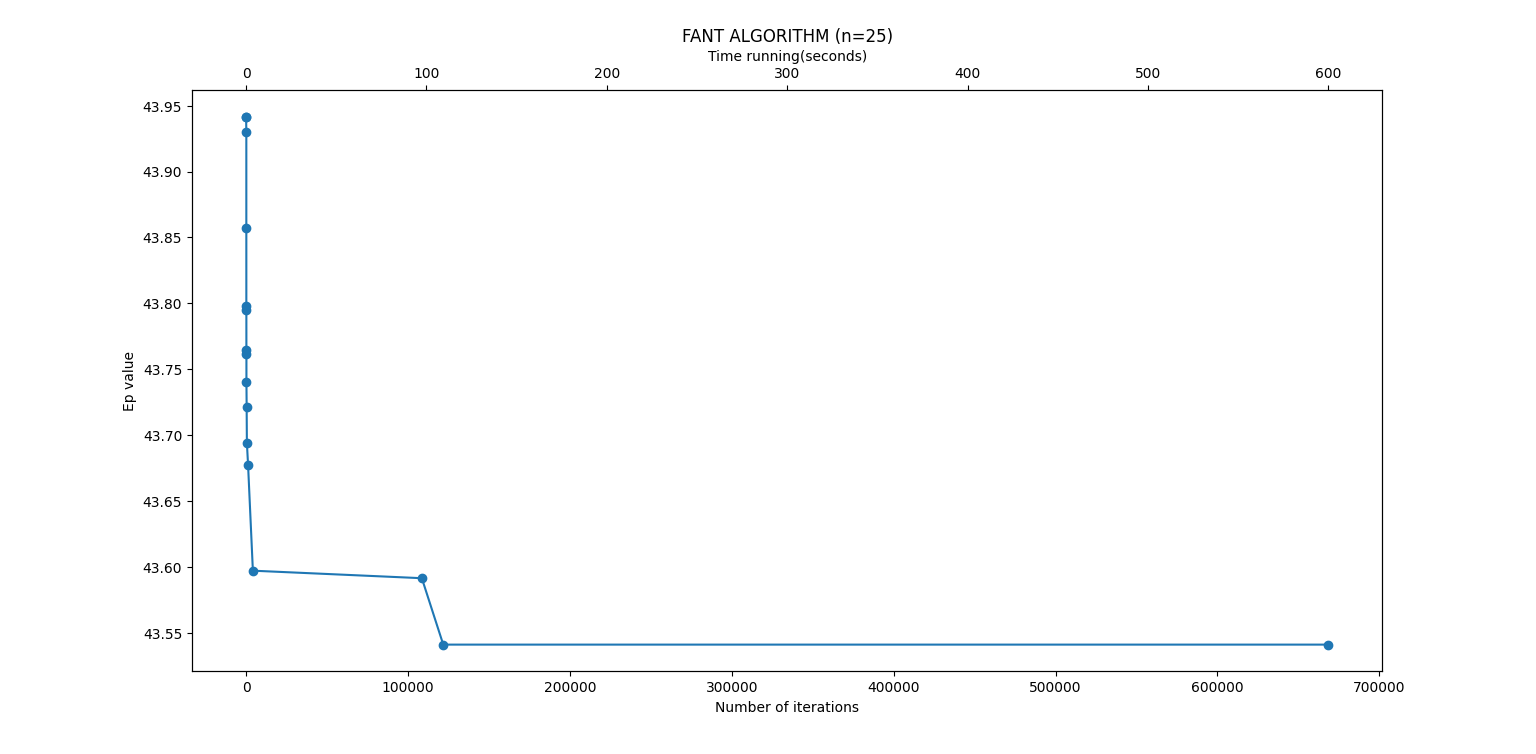 FANT ALGORITHM (n=25)
Time running(seconds)
0 100 200 300 400 500 600
43.95
43.90
43.85
43.80
43.75
43.70
43.65
43.60
43.55
Ep value
0 100000 200000 300000 400000 500000 600000 700000
Number of iterations